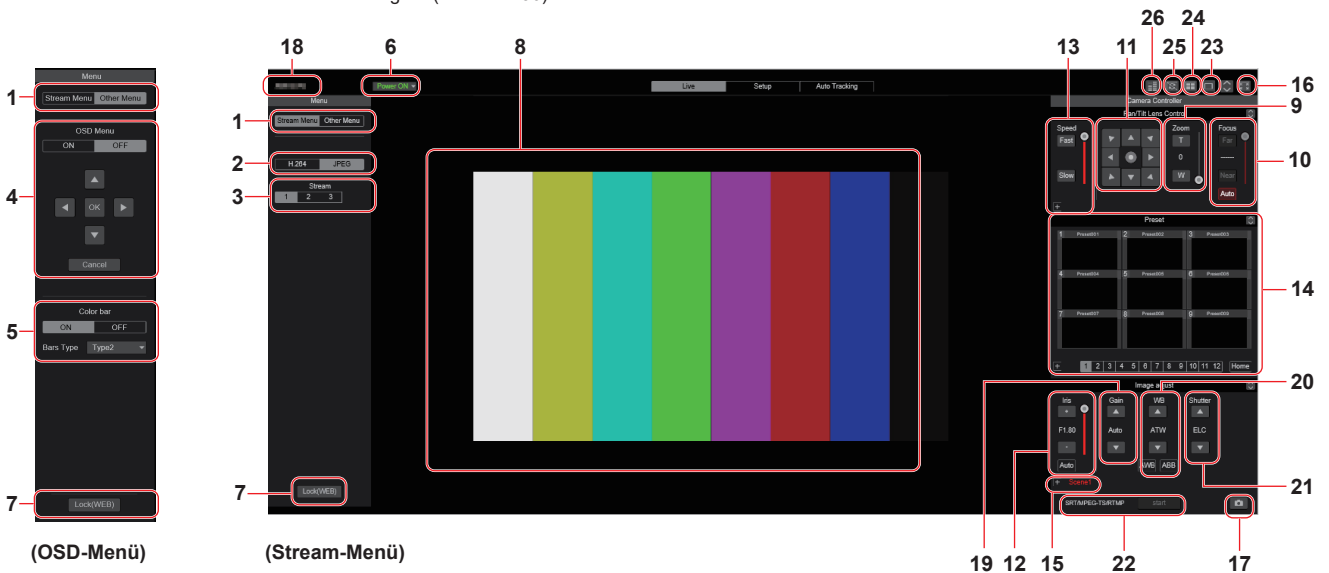 26 24
18 6 8 13 11 25 23
Menu
1 Stream Menu Other Menu
OSD Menu
ON OFF
4
OK
Cancel
Color bar
5 ON OFF
Bars Type Type2
7 Lock(WEB)
(OSD-Menü)
Power ON
Live Setup Auto Tracking
16
Menu
1 Stream Menu Other Menu
2 H.264 JPEG
Stream
3 1 2 3
7 Lock(WEB)
(Stream-Menü)
Camera Controller
9
Pan/Tilt Lens Control
Speed Zoom Focus
Fast T Far
0
10
Slow W Near
Auto
+
Preset
1 Preset001 2 Preset002 3 Preset003
4 Preset004 5 Preset005 6 Preset006
14
7 Preset007 8 Preset008 9 Preset009
+ 1 2 3 4 5 6 7 8 9 10 11 12 Home
20
19 Image adjust
Iris Gain WB Shutter
+
F1.80 Auto ATW ELC
-
12 Auto AWB ABB
21
+ Scene1
SRT/MPEG-TS/RTMP start
19 12 15 22 17